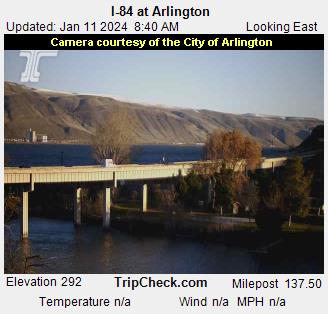 I-84 at Arlington
Updated: Jan 11 2024 8:40 AM Looking East
Camera courtesy of the City of Arlington
Elevation 292 TripCheck.com Milepost 137.50
Temperature n/a Wind n/a MPH n/a